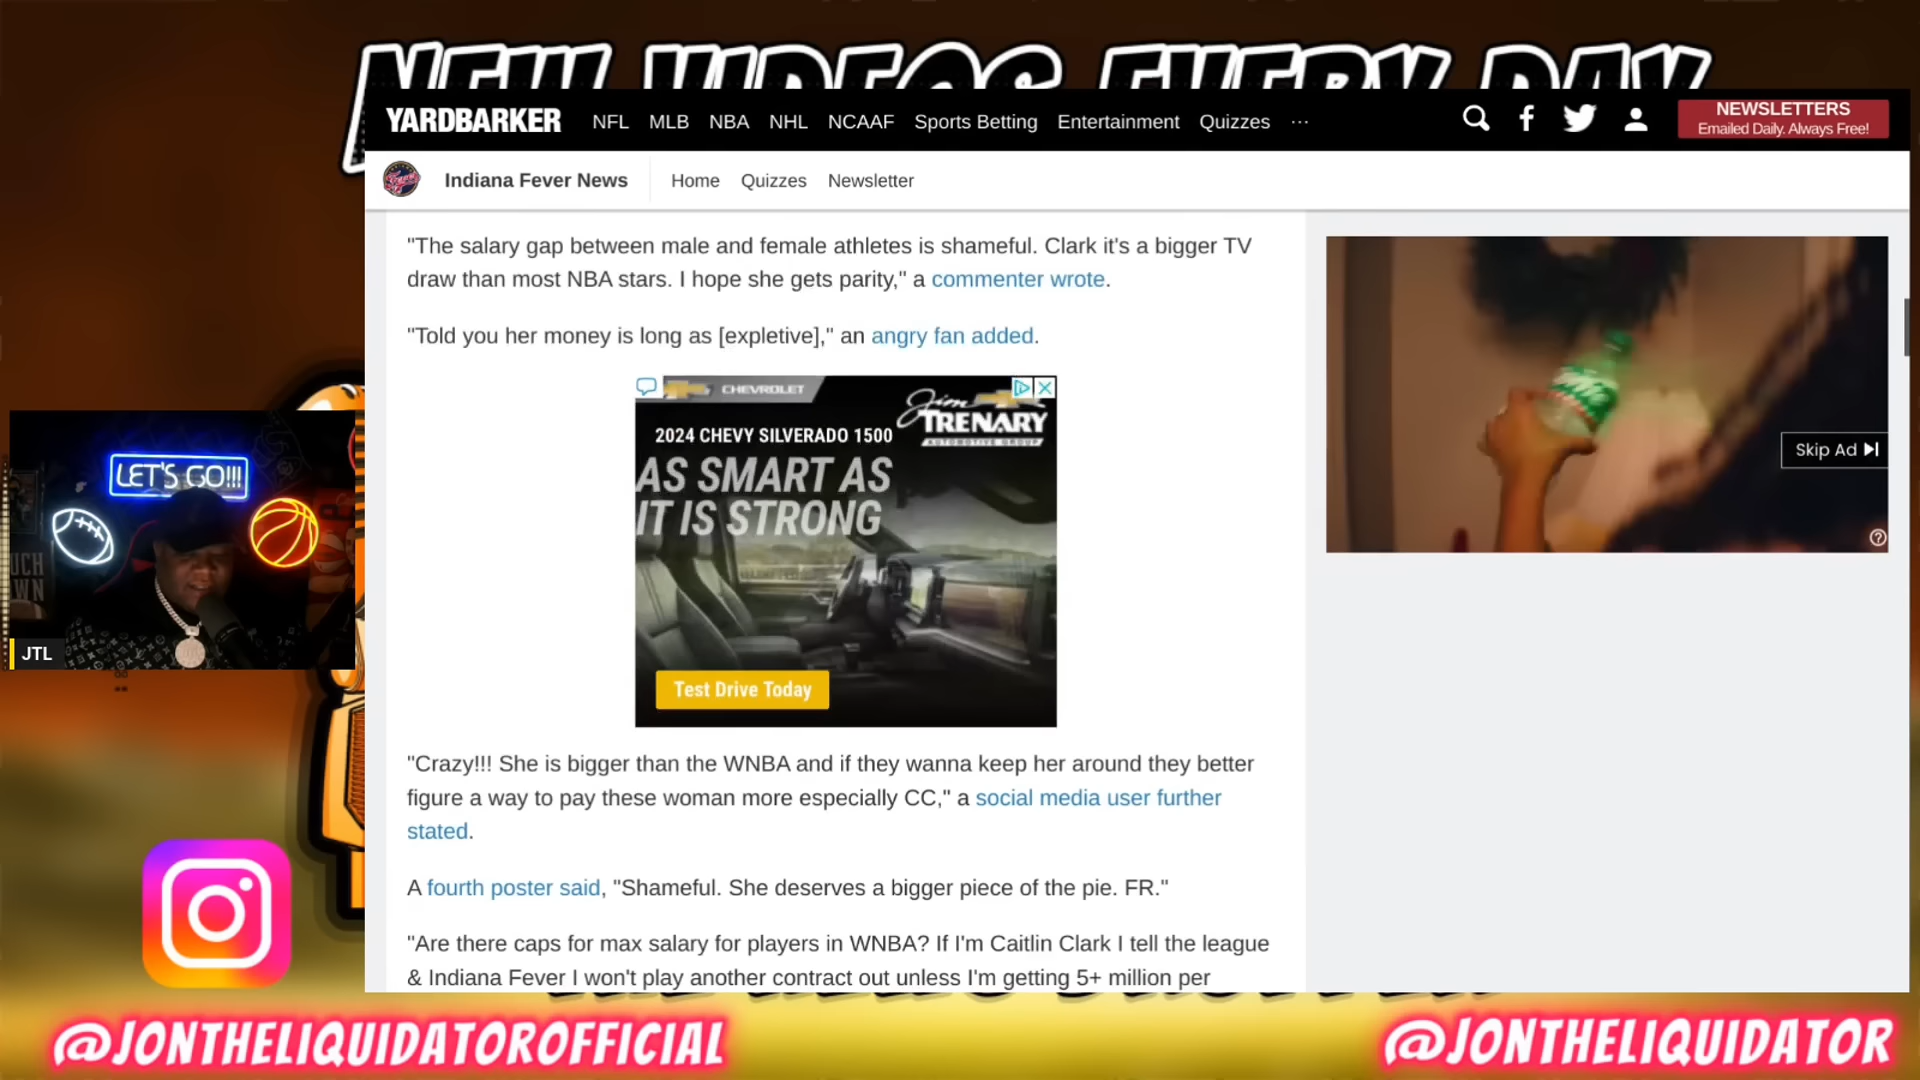 NEW VIDEOS EVERY DAY
YARDBARKER NFL MLB NBA NHL NCAAF Sports Betting Entertainment Quizzes ···
NEWSLETTERS
Emailed Daily. Always Free!
Indiana Fever News Home Quizzes Newsletter
"The salary gap between male and female athletes is shameful. Clark it's a bigger TV
draw than most NBA stars. I hope she gets parity," a commenter wrote.
"Told you her money is long as [expletive]," an angry fan added.
CHEVROLET
Jim
TRENARY
AUTOMOTIVE GROUP
2024 CHEVY SILVERADO 1500
AS SMART AS
IT IS STRONG
Test Drive Today
Skip Ad
LET'S GO!!!
JTL
"Crazy!!! She is bigger than the WNBA and if they wanna keep her around they better
figure a way to pay these woman more especially CC," a social media user further
stated.
A fourth poster said, "Shameful. She deserves a bigger piece of the pie. FR."
"Are there caps for max salary for players in WNBA? If I'm Caitlin Clark I tell the league
& Indiana Fever I won't play another contract out unless I'm getting 5+ million per
@JONTHELIQUIDATOROFFICIAL
@JONTHELIQUIDATOR